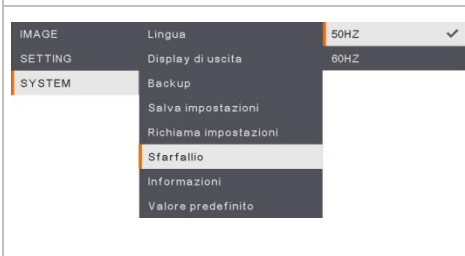 IMAGE
SETTING
SYSTEM
Lingua
Display di uscita
Backup
Salva impostazioni
Richiama impostazioni
Sfarfallio
Informazioni
Valore predefinito
50HZ
60HZ